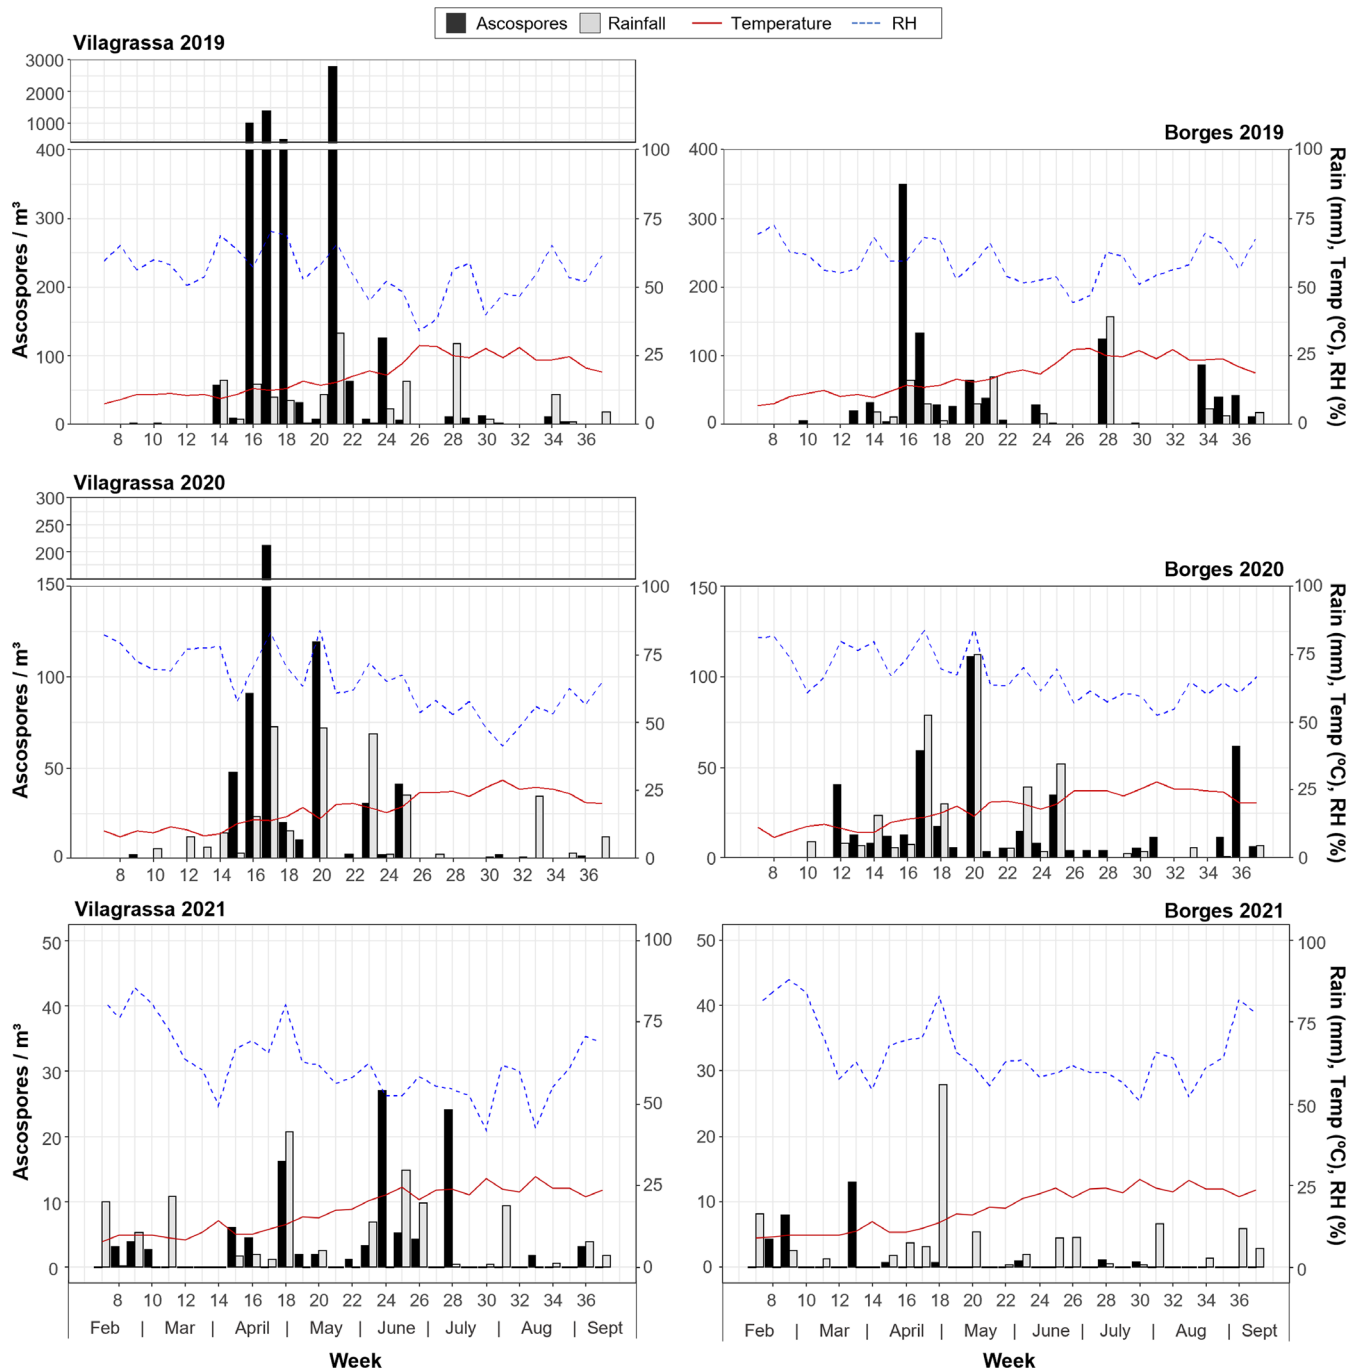 Ascospores Rainfall Temperature RH
Vilagrassa 2019
3000
2000
1000
400
300
200
100
0
100
75
50
25
0
8 10 12 14 16 18 20 22 24 26 28 30 32 34 36
Ascospores / m³
Borges 2019
400
300
200
100
0
100
75
50
25
0
8 10 12 14 16 18 20 22 24 26 28 30 32 34 36
Rain (mm), Temp (ºC), RH (%)
Vilagrassa 2020
300
250
200
150
100
50
0
100
75
50
25
0
8 10 12 14 16 18 20 22 24 26 28 30 32 34 36
Ascospores / m³
Borges 2020
150
100
50
0
100
75
50
25
0
8 10 12 14 16 18 20 22 24 26 28 30 32 34 36
Rain (mm), Temp (ºC), RH (%)
Vilagrassa 2021
50
40
30
20
10
0
100
75
50
25
0
8 10 12 14 16 18 20 22 24 26 28 30 32 34 36
| Feb | Mar | April | May | June | July | Aug | Sept |
Week
Ascospores / m³
Borges 2021
50
40
30
20
10
0
100
75
50
25
0
8 10 12 14 16 18 20 22 24 26 28 30 32 34 36
| Feb | Mar | April | May | June | July | Aug | Sept |
Week
Rain (mm), Temp (ºC), RH (%)